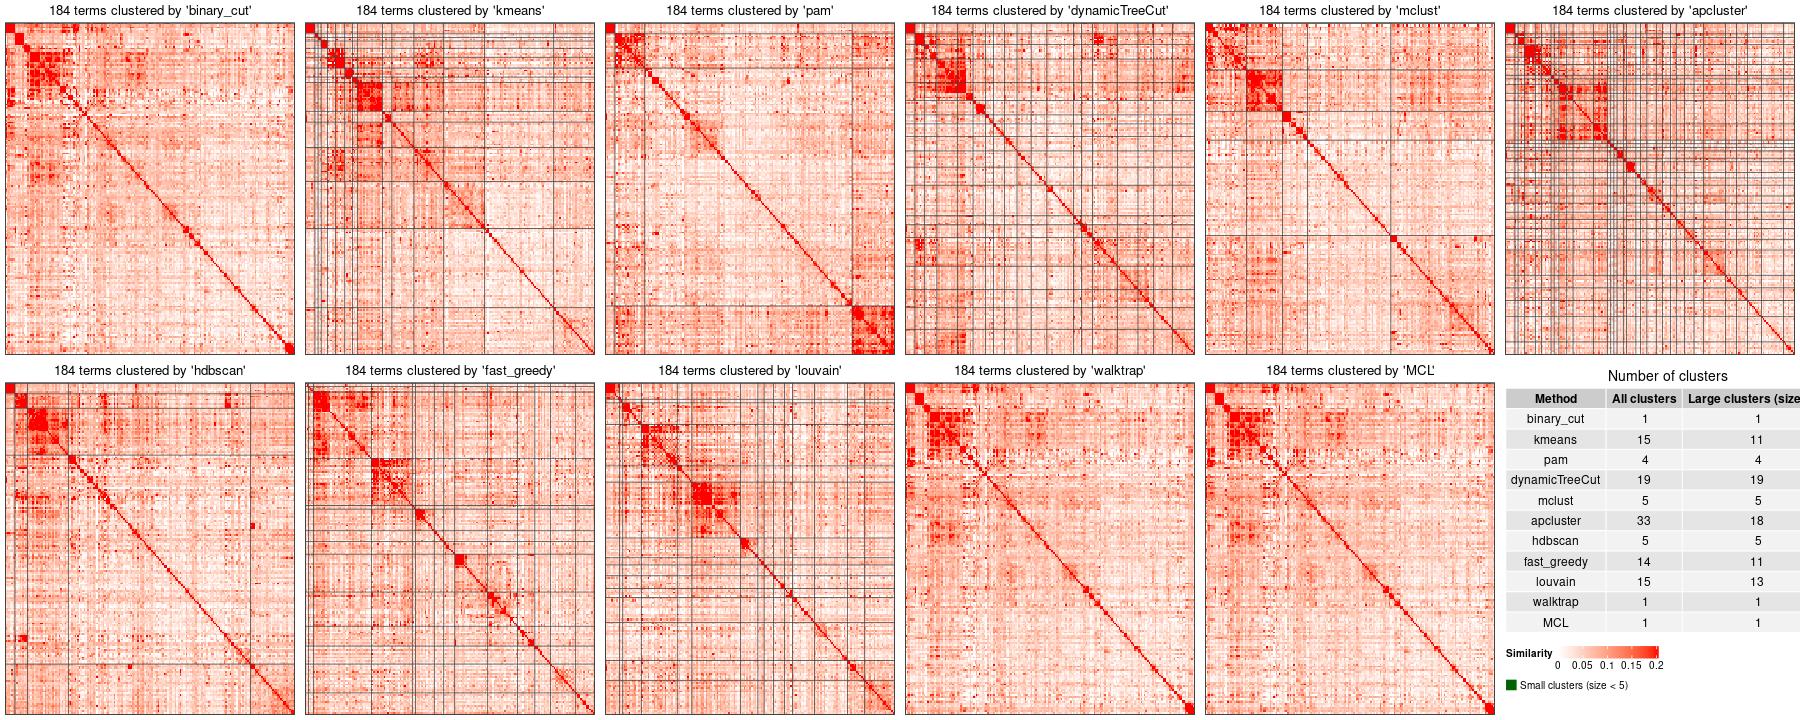 184 terms clustered by 'binary_cut'
184 terms clustered by 'kmeans'
184 terms clustered by 'pam'
184 terms clustered by 'dynamicTreeCut'
184 terms clustered by 'mclust'
184 terms clustered by 'apcluster'
184 terms clustered by 'hdbscan'
184 terms clustered by 'fast_greedy'
184 terms clustered by 'louvain'
184 terms clustered by 'walktrap'
184 terms clustered by 'MCL'
Number of clusters
Method All clusters Large clusters (size
binary_cut 1 1
kmeans 15 11
pam 4 4
dynamicTreeCut 19 19
mclust 5 5
apcluster 33 18
hdbscan 5 5
fast_greedy 14 11
louvain 15 13
walktrap 1 1
MCL 1 1
Similarity
0 0.05 0.1 0.15 0.2
Small clusters (size < 5)